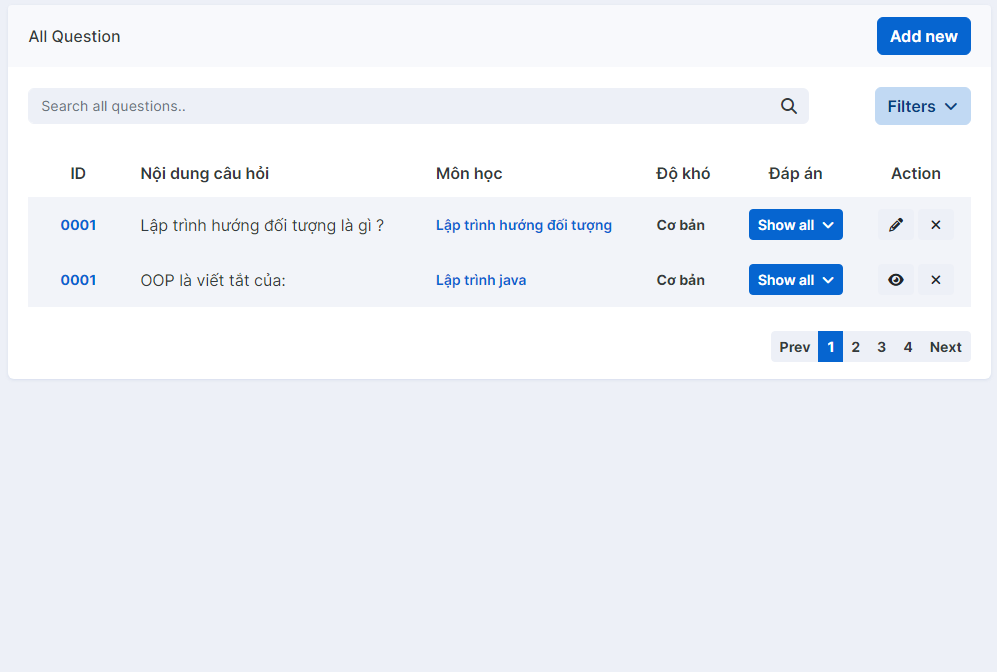 All Question
Add new
Search all questions..
Filters
ID Nội dung câu hỏi Môn học Độ khó Đáp án Action
0001 Lập trình hướng đối tượng là gì ? Lập trình hướng đối tượng Cơ bản Show all
0001 OOP là viết tắt của: Lập trình java Cơ bản Show all
Prev 1 2 3 4 Next